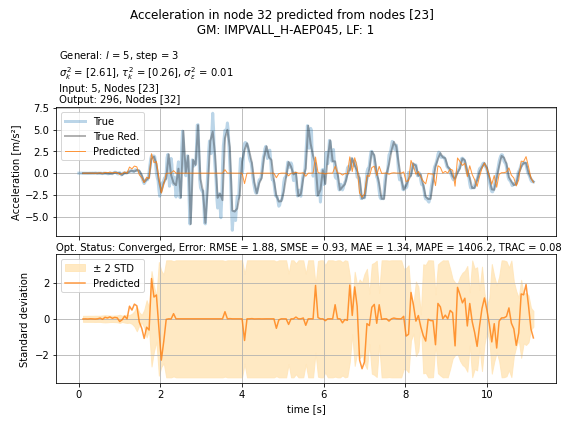 Acceleration in node 32 predicted from nodes [23]
GM: IMPVALL_H-AEP045, LF: 1
General: l = 5, step = 3
σ²ₖ = [2.61], τ²ₖ = [0.26], σ²ε = 0.01
Input: 5, Nodes [23]
Output: 296, Nodes [32]
Acceleration [m/s²]
7.5
5.0
2.5
0.0
−2.5
−5.0
True
True Red.
Predicted
Opt. Status: Converged, Error: RMSE = 1.88, SMSE = 0.93, MAE = 1.34, MAPE = 1406.2, TRAC = 0.08
Standard deviation
2
0
−2
± 2 STD
Predicted
0 2 4 6 8 10
time [s]